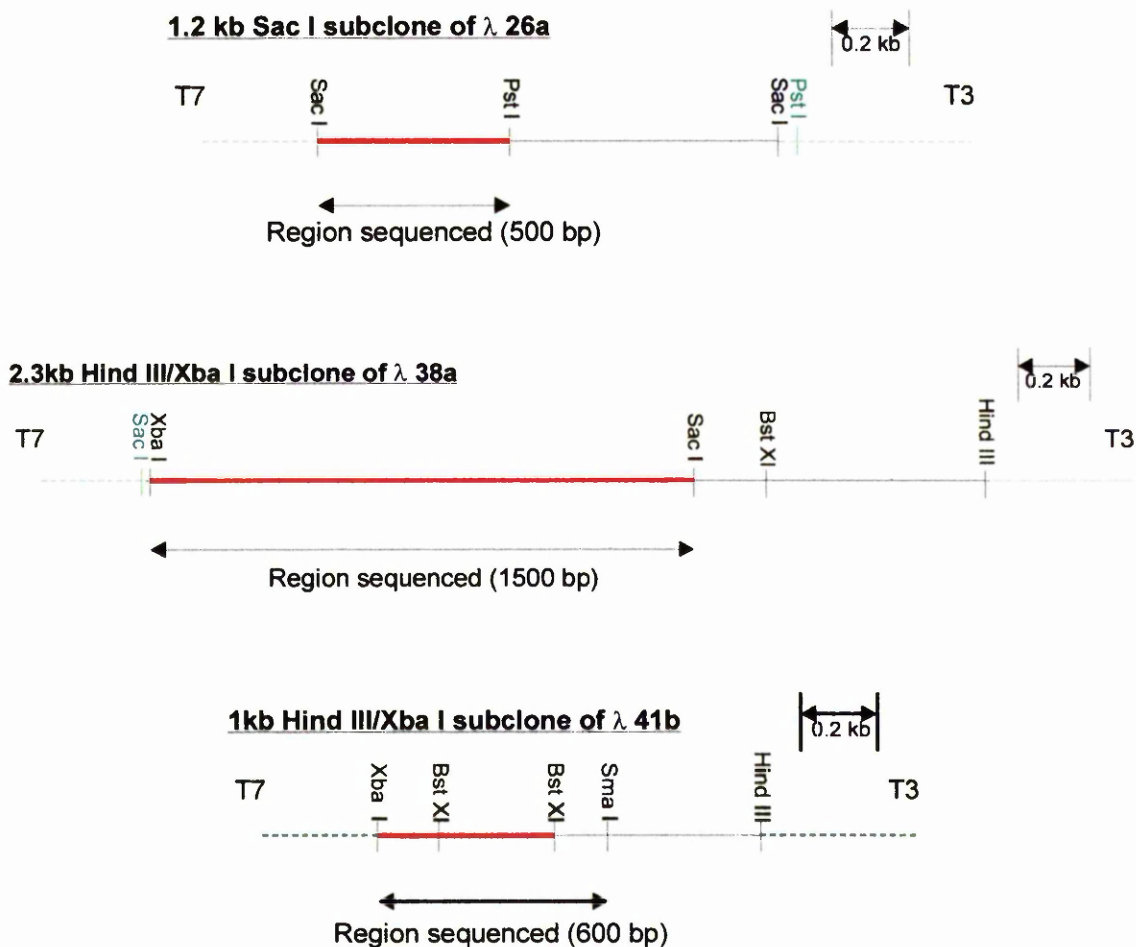 1.2 kb Sac I subclone of λ 26a
0.2 kb
T7
Sac I
Pst I
Sac I
Pst I
T3
Region sequenced (500 bp)
2.3kb Hind III/Xba I subclone of λ 38a
0.2 kb
T7
Sac I
Xba I
Sac I
Bst XI
Hind III
T3
Region sequenced (1500 bp)
1kb Hind III/Xba I subclone of λ 41b
0.2 kb
T7
Xba I
Bst XI
Bst XI
Sma I
Hind III
T3
Region sequenced (600 bp)